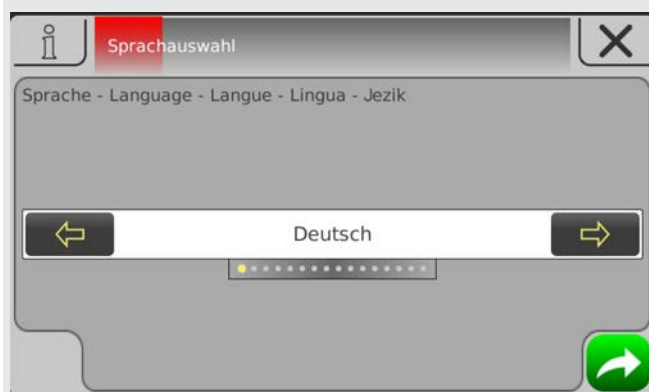 Sprachauswahl
Sprache - Language - Langue - Lingua - Jezik
Deutsch